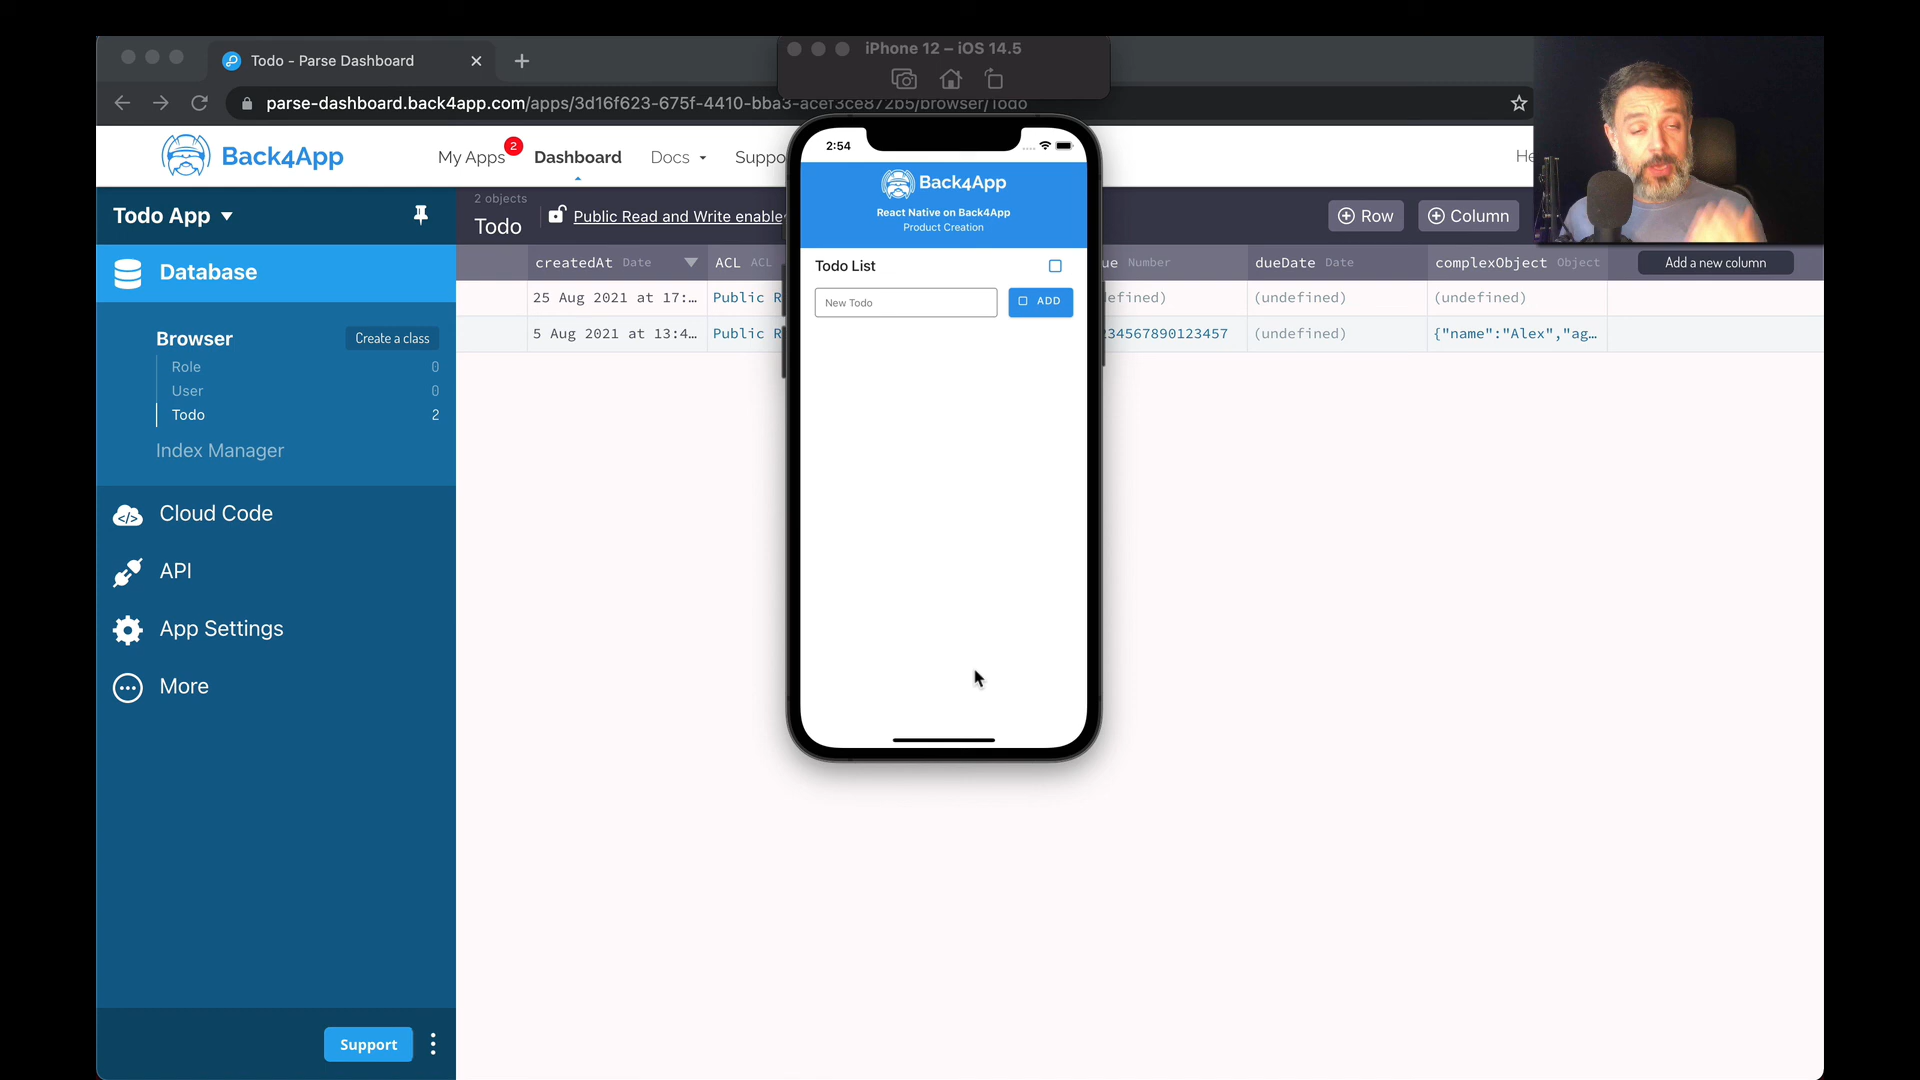 iPhone 12 – iOS 14.5
Todo - Parse Dashboard
parse-dashboard.back4app.com/apps/3d16f623-675f-4410-bba3-acef3ce872b5/browser/Todo
Back4App
My Apps 2
Dashboard
Docs
Suppo
He
Todo App
Database
Browser
Create a class
Role 0
User 0
Todo 2
Index Manager
Cloud Code
API
App Settings
More
Support
2 objects
Todo
Public Read and Write enable
Row
Column
createdAt Date
ACL ACL
ue Number
dueDate Date
complexObject Object
Add a new column
25 Aug 2021 at 17:…
Public R
efined)
(undefined)
(undefined)
5 Aug 2021 at 13:4…
Public R
34567890123457
(undefined)
{"name":"Alex","ag…
2:54
Back4App
React Native on Back4App
Product Creation
Todo List
New Todo
ADD